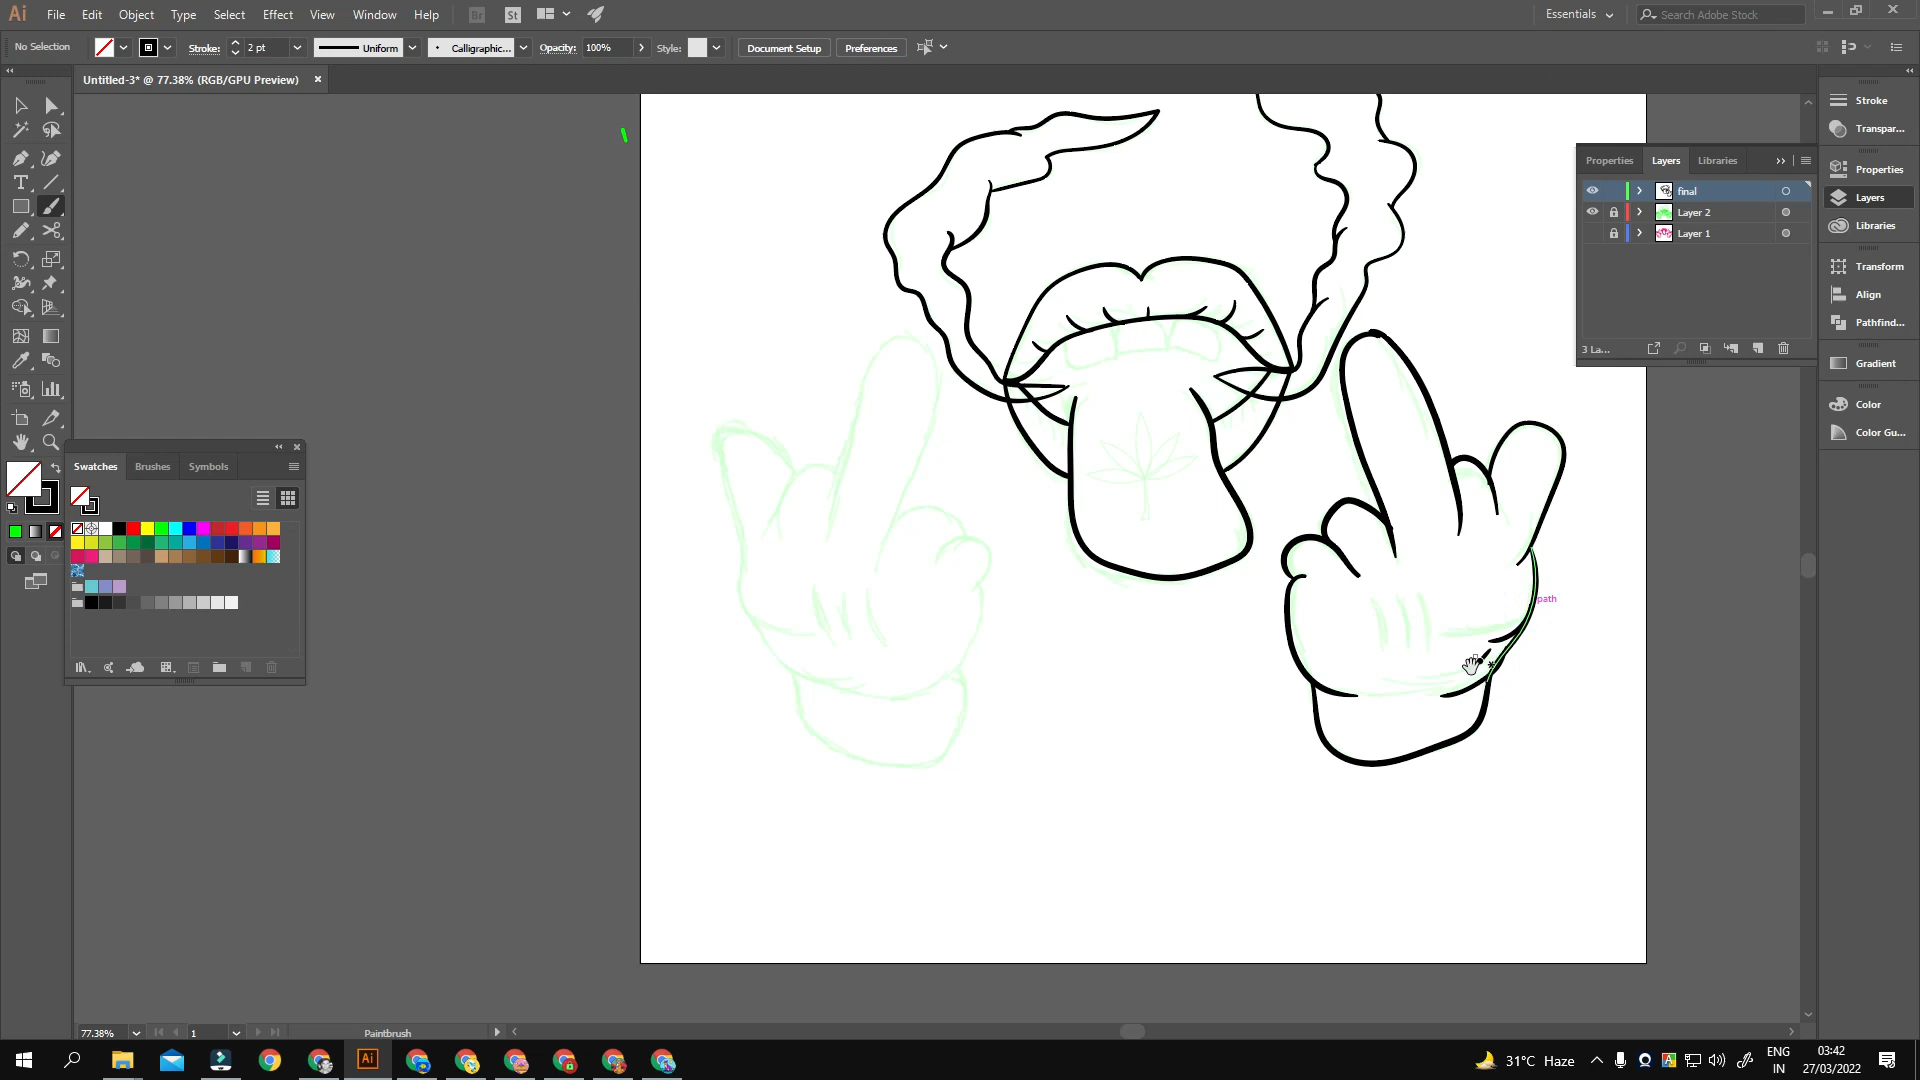 Ai File Edit Object Type Select Effect View Window Help Br St Essentials Search Adobe Stock
No Selection Stroke: 2 pt Uniform Calligraphic... Opacity: 100% Style: Document Setup Preferences
Untitled-3* @ 77.38% (RGB/GPU Preview) ×
Stroke
Transpar...
Properties
Layers
Libraries
Transform
Align
Pathfind...
Gradient
Color
Color Gu...
Properties Layers Libraries
final
Layer 2
Layer 1
3 La...
Swatches Brushes Symbols
path
77.38% 1 Paintbrush
Ai 31°C Haze A ENG IN 03:42 27/03/2022